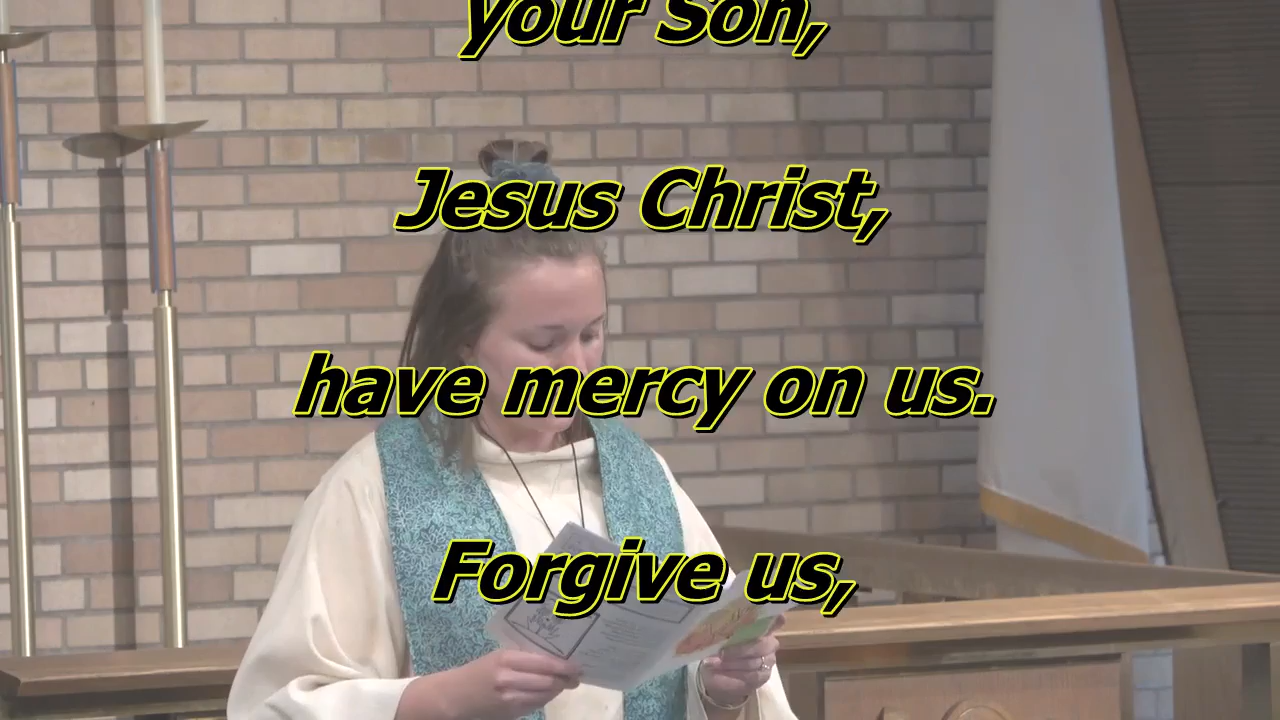 your Son,
Jesus Christ,
have mercy on us.
Forgive us,